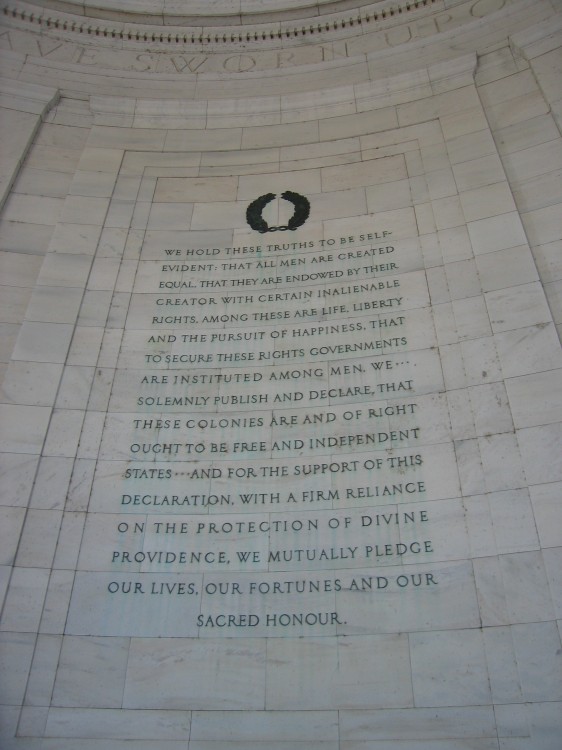 AVE SWORN UPO
WE HOLD THESE TRUTHS TO BE SELF-
EVIDENT: THAT ALL MEN ARE CREATED
EQUAL, THAT THEY ARE ENDOWED BY THEIR
CREATOR WITH CERTAIN INALIENABLE
RIGHTS, AMONG THESE ARE LIFE, LIBERTY
AND THE PURSUIT OF HAPPINESS, THAT
TO SECURE THESE RIGHTS GOVERNMENTS
ARE INSTITUTED AMONG MEN. WE···
SOLEMNLY PUBLISH AND DECLARE, THAT
THESE COLONIES ARE AND OF RIGHT
OUGHT TO BE FREE AND INDEPENDENT
STATES···AND FOR THE SUPPORT OF THIS
DECLARATION, WITH A FIRM RELIANCE
ON THE PROTECTION OF DIVINE
PROVIDENCE, WE MUTUALLY PLEDGE
OUR LIVES, OUR FORTUNES AND OUR
SACRED HONOUR.